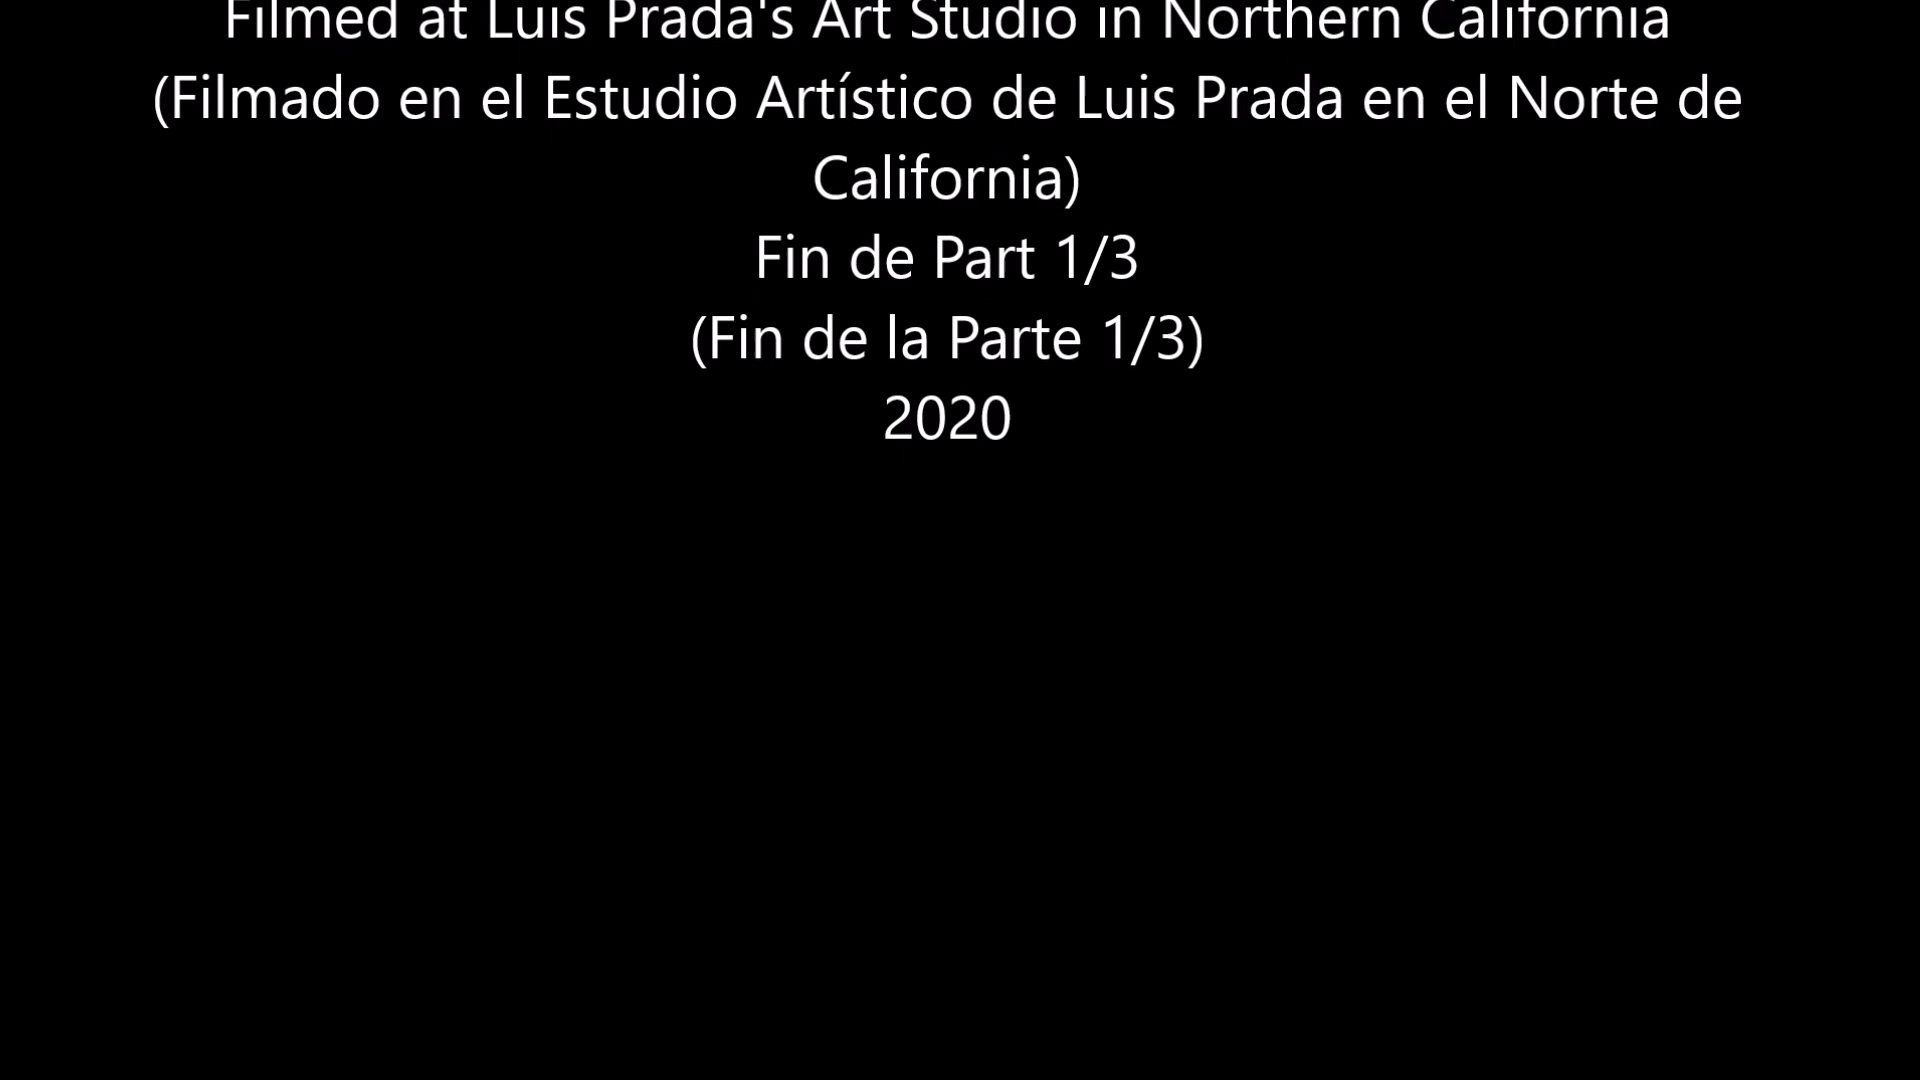 Filmed at Luis Prada's Art Studio in Northern California
(Filmado en el Estudio Artístico de Luis Prada en el Norte de
California)
Fin de Part 1/3
(Fin de la Parte 1/3)
2020